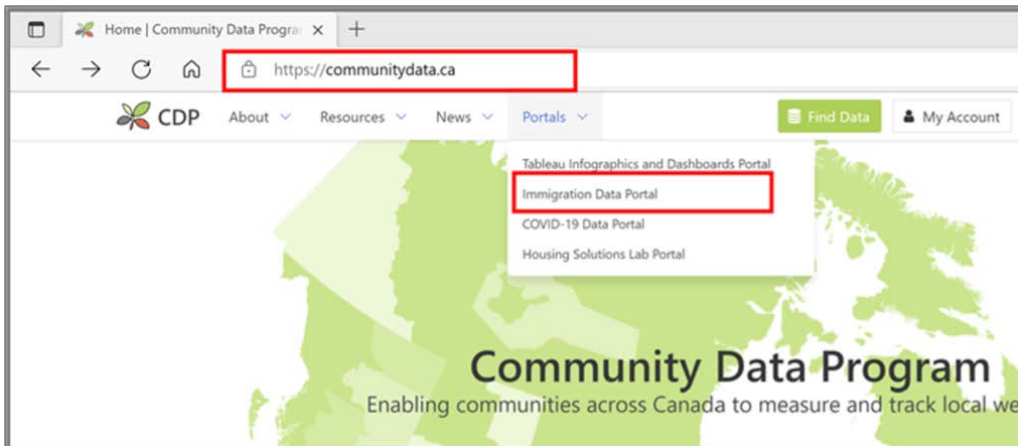 Home | Community Data Progra
https://communitydata.ca
CDP About Resources News Portals Find Data My Account
Tableau Infographics and Dashboards Portal
Immigration Data Portal
COVID-19 Data Portal
Housing Solutions Lab Portal
Community Data Program
Enabling communities across Canada to measure and track local we